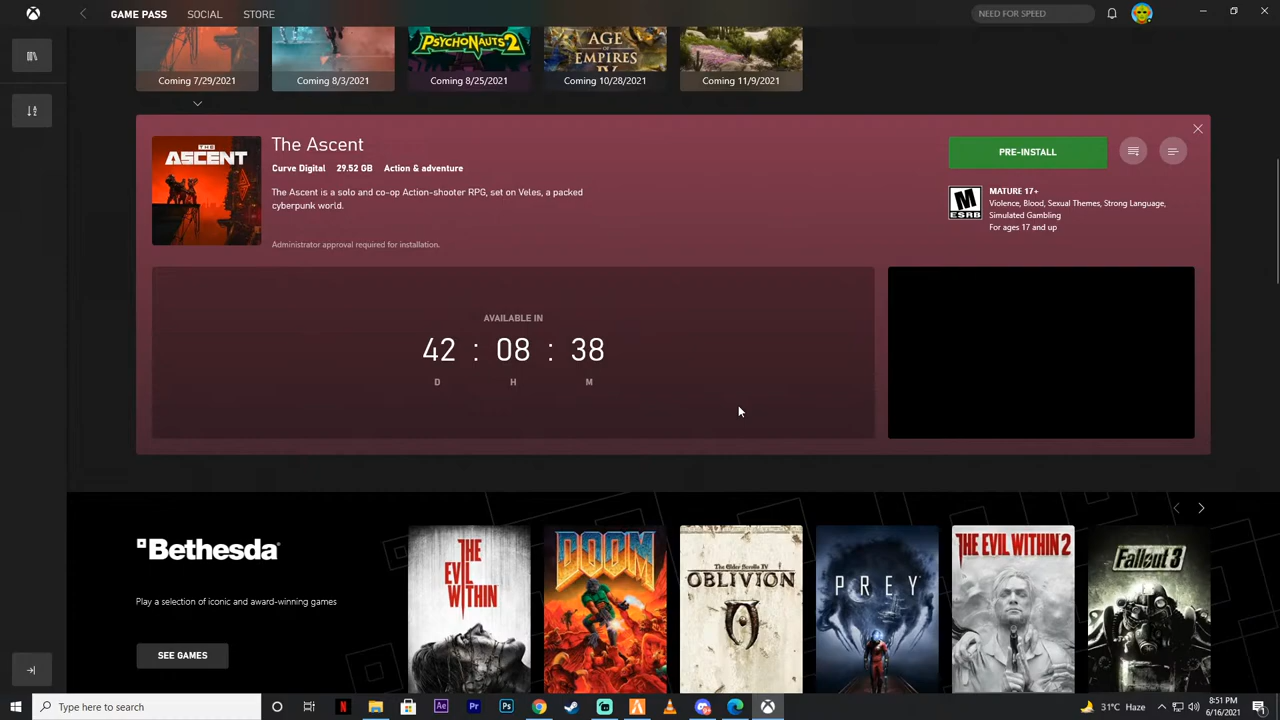 GAME PASS
SOCIAL
STORE
NEED FOR SPEED
PSYCHONAUTS 2
AGE
OF
EMPIRES
IV
Coming 7/29/2021
Coming 8/3/2021
Coming 8/25/2021
Coming 10/28/2021
Coming 11/9/2021
THE
ASCENT
The Ascent
Curve Digital 29.52 GB Action & adventure
The Ascent is a solo and co-op Action-shooter RPG, set on Veles, a packed
cyberpunk world.
Administrator approval required for installation.
PRE-INSTALL
M
ESRB
MATURE 17+
Violence, Blood, Sexual Themes, Strong Language,
Simulated Gambling
For ages 17 and up
AVAILABLE IN
42 : 08 : 38
D H M
Bethesda
Play a selection of iconic and award-winning games
SEE GAMES
THE
EVIL
WITHIN
DOOM
The Elder Scrolls IV
OBLIVION
PREY
THE EVIL WITHIN 2
Fallout 3
Type here to search
N
Ae
Pr
Ps
31°C Haze
8:51 PM
6/16/2021